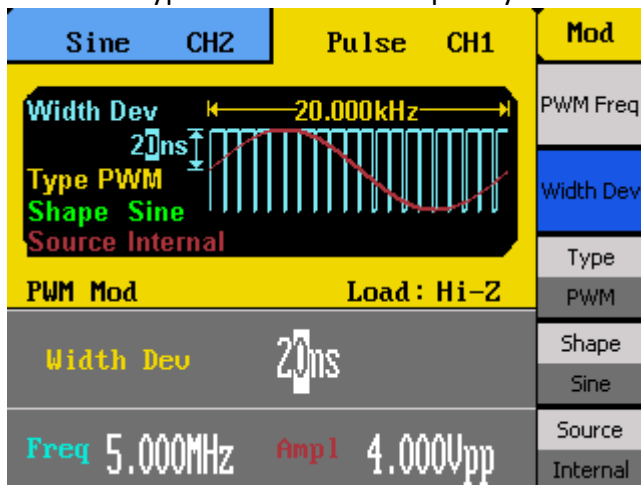 Sine CH2 Pulse CH1 Mod
Width Dev 20.000kHz
20ns
Type PWM
Shape Sine
Source Internal
PWM Mod Load: Hi-Z
Width Dev 20ns
Freq 5.000MHz Ampl 4.000Vpp
PWM Freq
Width Dev
Type
PWM
Shape
Sine
Source
Internal